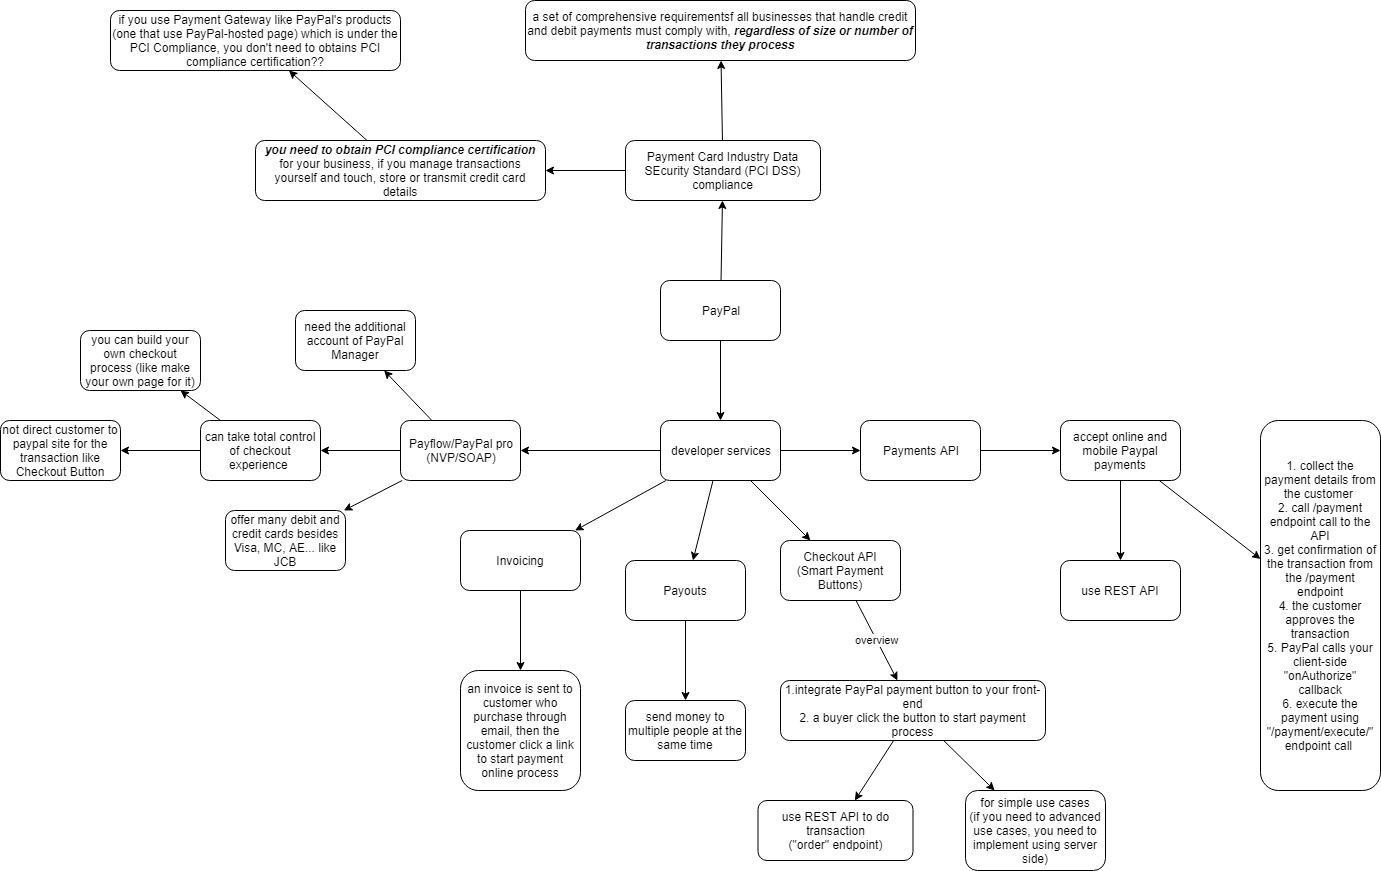 if you use Payment Gateway like PayPal's products
(one that use PayPal-hosted page) which is under the
PCI Compliance, you don't need to obtains PCI
compliance certification??
a set of comprehensive requirementsf all businesses that handle credit
and debit payments must comply with, regardless of size or number of
transactions they process
you need to obtain PCI compliance certification
for your business, if you manage transactions
yourself and touch, store or transmit credit card
details
Payment Card Industry Data
SEcurity Standard (PCI DSS)
compliance
PayPal
need the additional
account of PayPal
Manager
you can build your
own checkout
process (like make
your own page for it)
not direct customer to
paypal site for the
transaction like
Checkout Button
can take total control
of checkout
experience
Payflow/PayPal pro
(NVP/SOAP)
developer services
Payments API
accept online and
mobile Paypal
payments
offer many debit and
credit cards besides
Visa, MC, AE... like
JCB
Invoicing
Payouts
Checkout API
(Smart Payment
Buttons)
use REST API
1. collect the
payment details from
the customer
2. call /payment
endpoint call to the
API
3. get confirmation of
the transaction from
the /payment
endpoint
4. the customer
approves the
transaction
5. PayPal calls your
client-side
"onAuthorize"
callback
6. execute the
payment using
"/payment/execute/"
endpoint call
overview
an invoice is sent to
customer who
purchase through
email, then the
customer click a link
to start payment
online process
send money to
multiple people at the
same time
1.integrate PayPal payment button to your front-
end
2. a buyer click the button to start payment
process
use REST API to do
transaction
("order" endpoint)
for simple use cases
(if you need to advanced
use cases, you need to
implement using server
side)